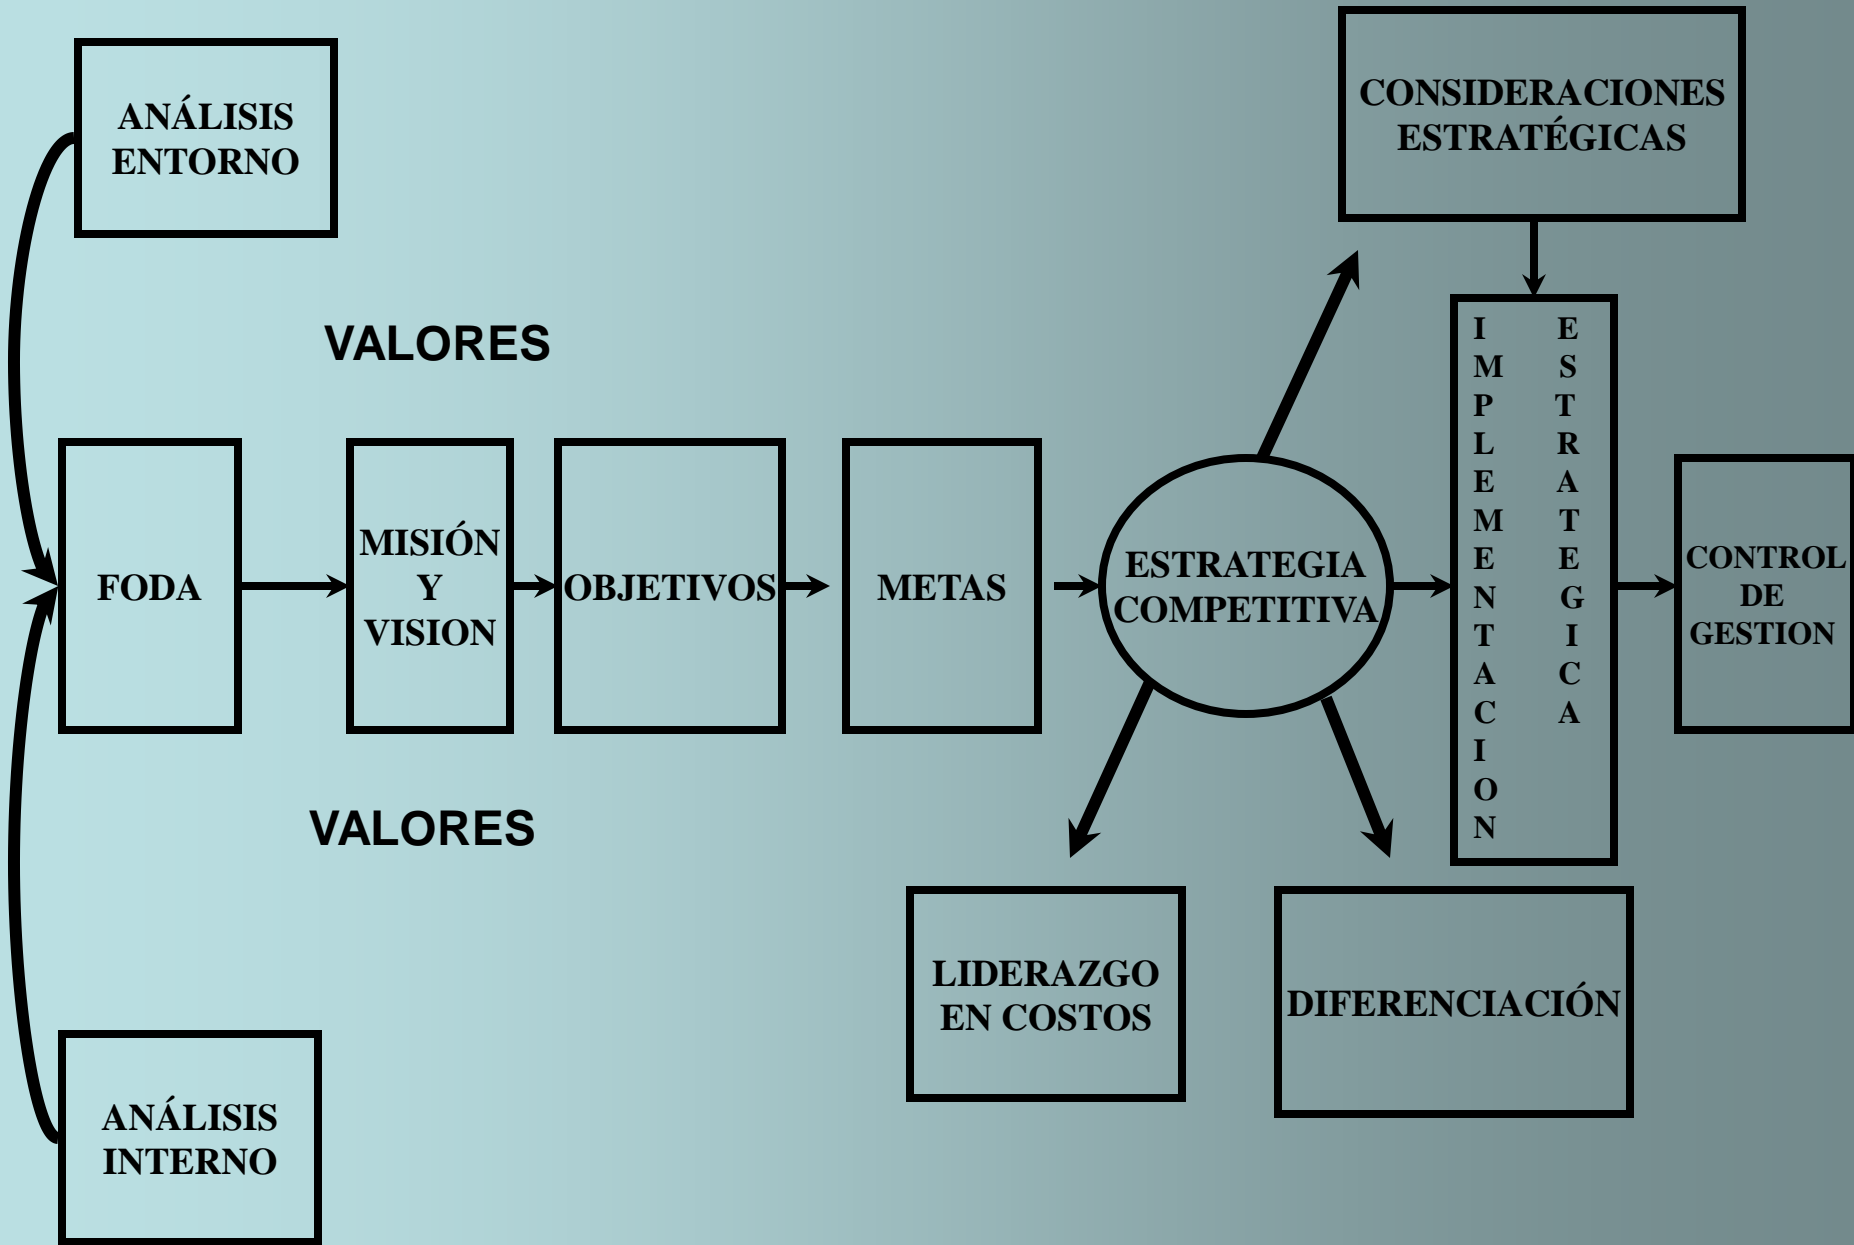 ANÁLISIS
ENTORNO
CONSIDERACIONES
ESTRATÉGICAS
VALORES
FODA
MISIÓN
Y
VISION
OBJETIVOS
METAS
ESTRATEGIA
COMPETITIVA
IMPLEMENTACION
ESTRATEGICA
CONTROL
DE
GESTION
VALORES
LIDERAZGO
EN COSTOS
DIFERENCIACIÓN
ANÁLISIS
INTERNO